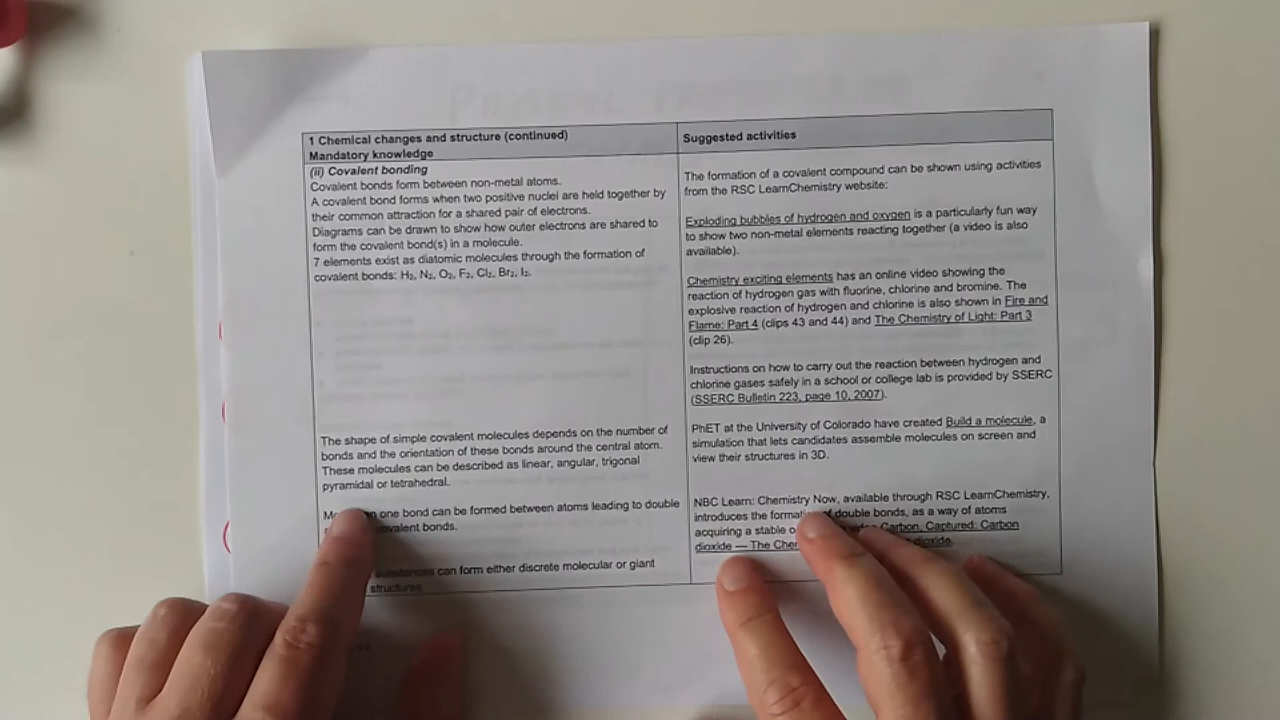 1 Chemical changes and structure (continued)
Mandatory knowledge
(ii) Covalent bonding
Covalent bonds form between non-metal atoms.
A covalent bond forms when two positive nuclei are held together by
their common attraction for a shared pair of electrons.
Diagrams can be drawn to show how outer electrons are shared to
form the covalent bond(s) in a molecule.
7 elements exist as diatomic molecules through the formation of
covalent bonds: H₂, N₂, O₂, F₂, Cl₂, Br₂, I₂.
The shape of simple covalent molecules depends on the number of
bonds and the orientation of these bonds around the central atom.
These molecules can be described as linear, angular, trigonal
pyramidal or tetrahedral.
one bond can be formed between atoms leading to double
bonds.
substances can form either discrete molecular or giant
structures
Suggested activities
The formation of a covalent compound can be shown using activities
from the RSC LearnChemistry website:
Exploding bubbles of hydrogen and oxygen is a particularly fun way
to show two non-metal elements reacting together (a video is also
available).
Chemistry exciting elements has an online video showing the
reaction of hydrogen gas with fluorine, chlorine and bromine. The
explosive reaction of hydrogen and chlorine is also shown in Fire and
Flame: Part 4 (clips 43 and 44) and The Chemistry of Light: Part 3
(clip 26).
Instructions on how to carry out the reaction between hydrogen and
chlorine gases safely in a school or college lab is provided by SSERC
(SSERC Bulletin 223, page 10, 2007).
PhET at the University of Colorado have created Build a molecule, a
simulation that lets candidates assemble molecules on screen and
view their structures in 3D.
NBC Learn: Chemistry Now, available through RSC LearnChemistry,
introduces the formation of double bonds, as a way of atoms
acquiring a stable Carbon, Captured: Carbon
dioxide — The dioxide.